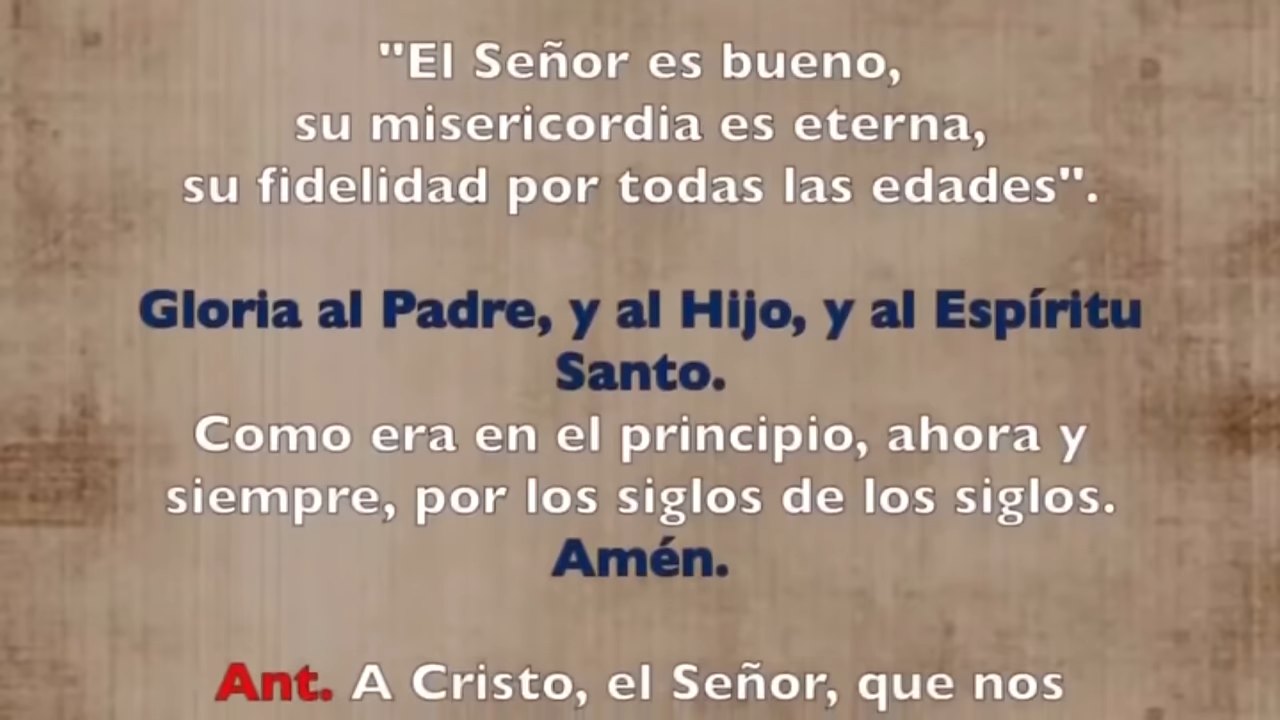 "El Señor es bueno,
su misericordia es eterna,
su fidelidad por todas las edades".
Gloria al Padre, y al Hijo, y al Espíritu
Santo.
Como era en el principio, ahora y
siempre, por los siglos de los siglos.
Amén.
Ant. A Cristo, el Señor, que nos